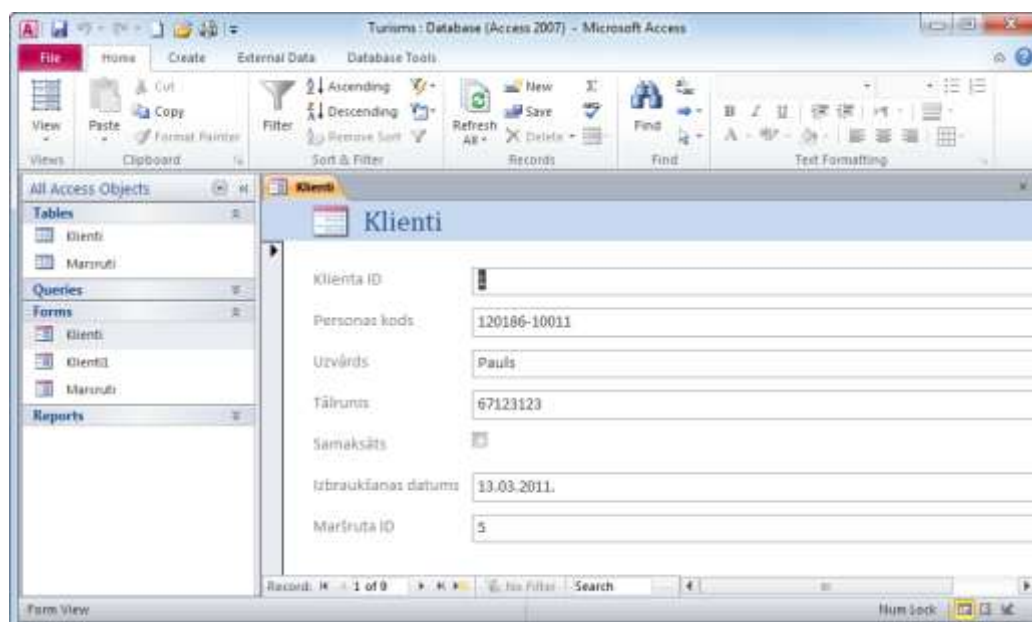 Turisms : Database (Access 2007) - Microsoft Access
File Home Create External Data Database Tools
View
Views
Paste
Cut
Copy
Format Painter
Clipboard
Filter
Ascending
Descending
Remove Sort
Sort & Filter
Refresh
All
New
Save
Delete
Records
Find
Find
Text Formatting
All Access Objects
Tables
Klienti
Marsruti
Queries
Forms
Klienti
Klienti1
Marsruti
Reports
Klienti
Klienti
Klienta ID
Personas kods 120186-10011
Uzvārds Pauls
Tālrunis 67123123
Samaksāts
Izbraukšanas datums 13.03.2011.
Maršruta ID 5
Record: 1 of 9 No Filter Search
Form View Num Lock